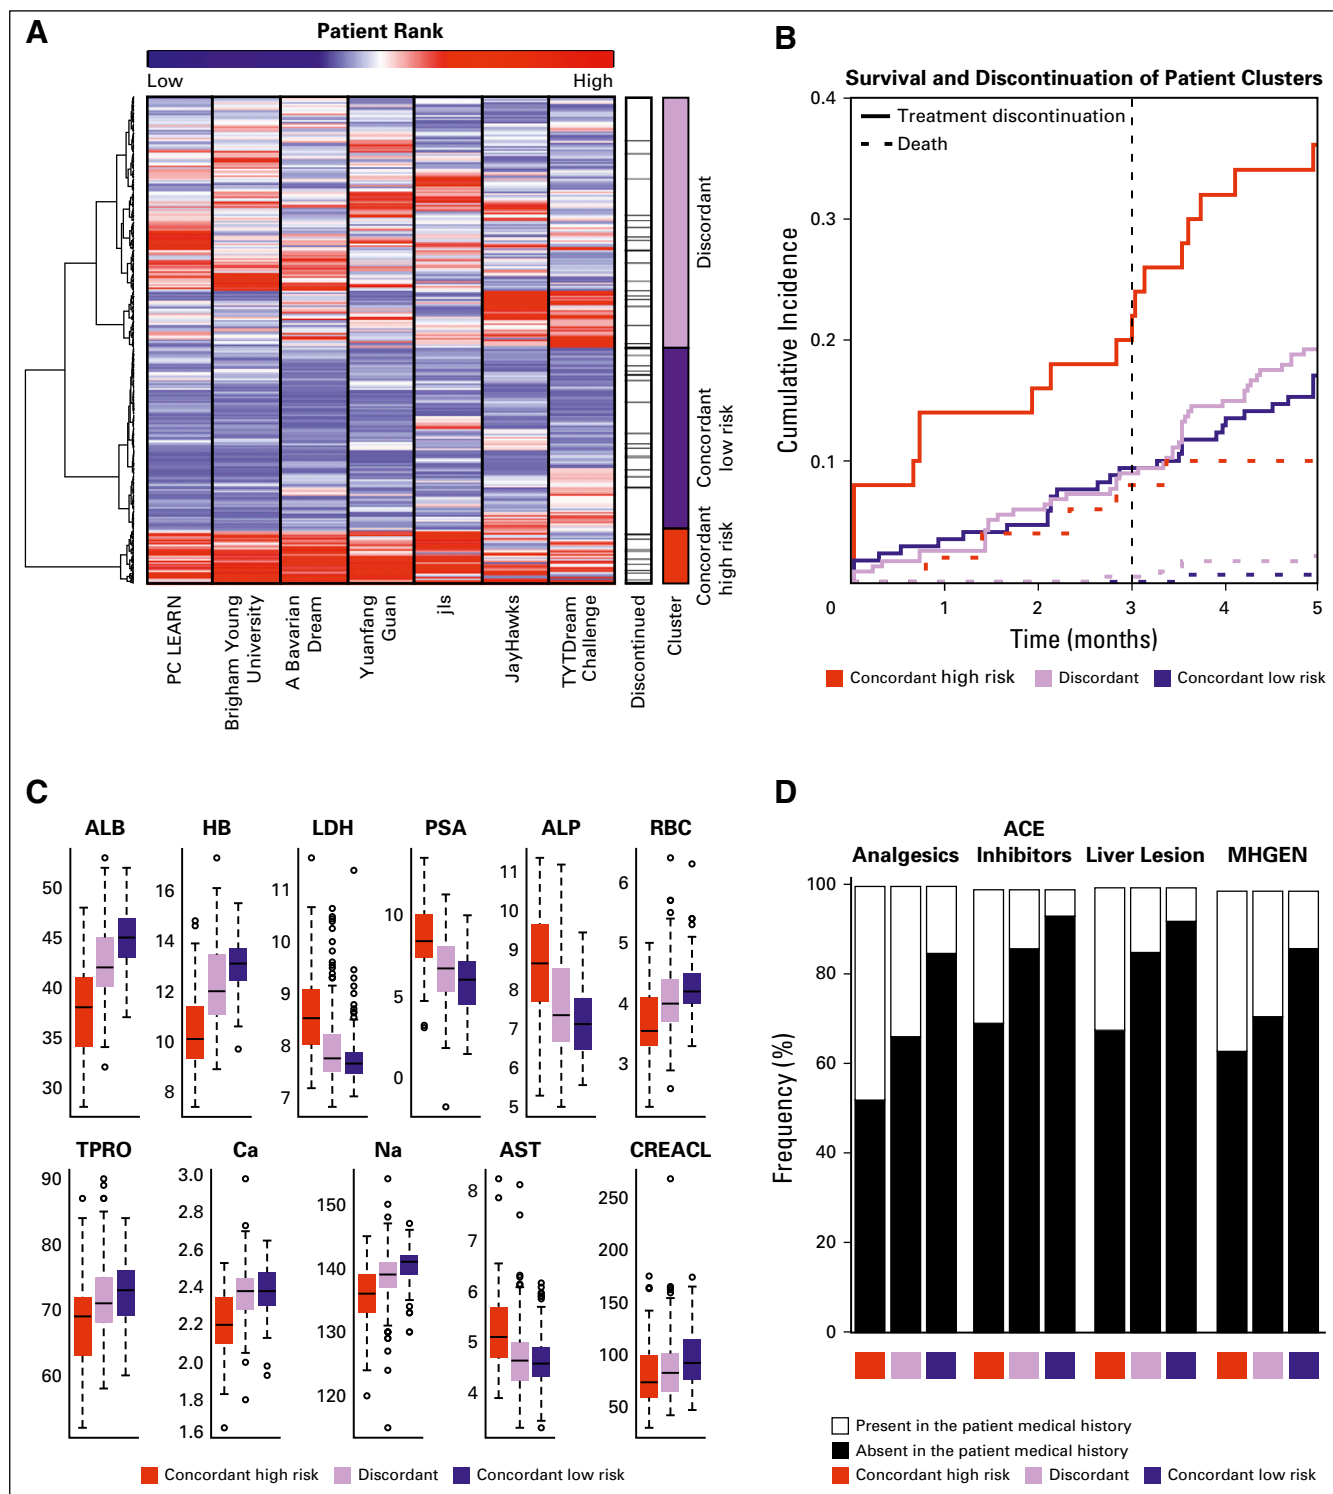 A
Patient Rank
Low
High
Discordant
Concordant
low risk
Concordant
high risk
PC LEARN
Brigham Young
University
A Bavarian
Dream
Yuanfang
Guan
jls
JayHawks
TYTDream
Challenge
Discontinued
Cluster
B
Survival and Discontinuation of Patient Clusters
Treatment discontinuation
Death
Cumulative Incidence
0.4
0.3
0.2
0.1
0
1
2
3
4
5
Time (months)
Concordant high risk
Discordant
Concordant low risk
C
ALB
50
45
40
35
30
HB
16
14
12
10
8
LDH
11
10
9
8
7
PSA
10
5
0
ALP
11
10
9
8
7
6
5
RBC
6
5
4
3
TPRO
90
80
70
60
Ca
3.0
2.8
2.6
2.4
2.2
2.0
1.8
1.6
Na
150
140
130
120
AST
8
7
6
5
4
CREACL
250
200
150
100
50
Concordant high risk
Discordant
Concordant low risk
D
Analgesics
ACE
Inhibitors
Liver Lesion
MHGEN
Frequency (%)
100
80
60
40
20
0
Present in the patient medical history
Absent in the patient medical history
Concordant high risk
Discordant
Concordant low risk